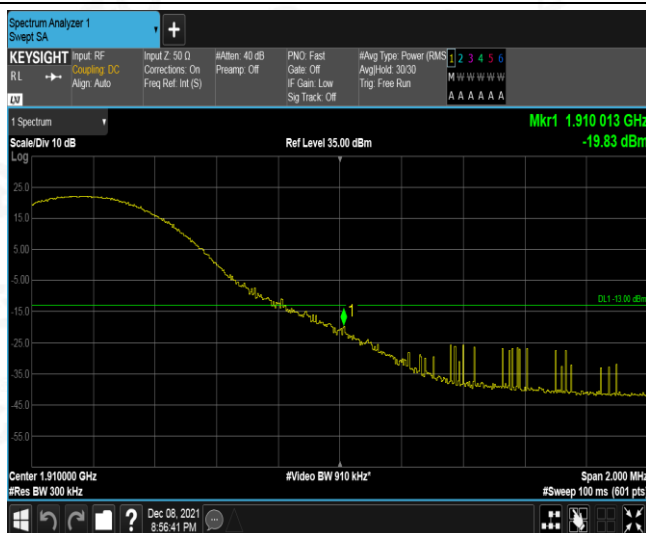 Spectrum Analyzer 1
Swept SA
+
KEYSIGHT
RL
LXI
Input: RF
Coupling: DC
Align: Auto
Input Z: 50 Ω
Corrections: On
Freq Ref: Int (S)
#Atten: 40 dB
Preamp: Off
PNO: Fast
Gate: Off
IF Gain: Low
Sig Track: Off
#Avg Type: Power (RMS
Avg|Hold: 30/30
Trig: Free Run
1 2 3 4 5 6
M W W W W W
A A A A A A
1 Spectrum
Scale/Div 10 dB
Ref Level 35.00 dBm
Mkr1 1.910 013 GHz
-19.83 dBm
Log
25.0
15.0
5.00
-5.00
-15.0
-25.0
-35.0
-45.0
-55.0
1
DL1 -13.00 dBm
Center 1.910000 GHz
#Video BW 910 kHz*
Span 2.000 MHz
#Res BW 300 kHz
#Sweep 100 ms (601 pts)
?
Dec 08, 2021
8:56:41 PM